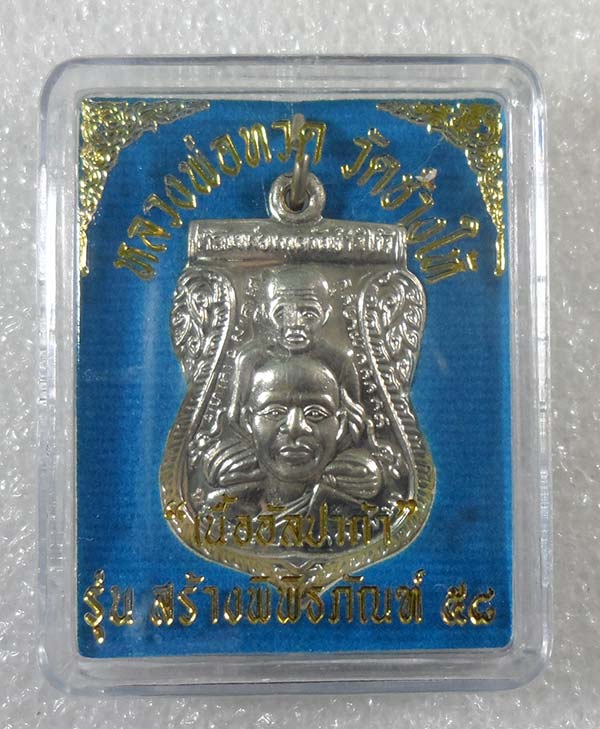 หลวงพ่อทวด วัดช้างให้
"เนื้ออัลปาก้า"
รุ่น สร้างพิพิธภัณฑ์ ๕๘